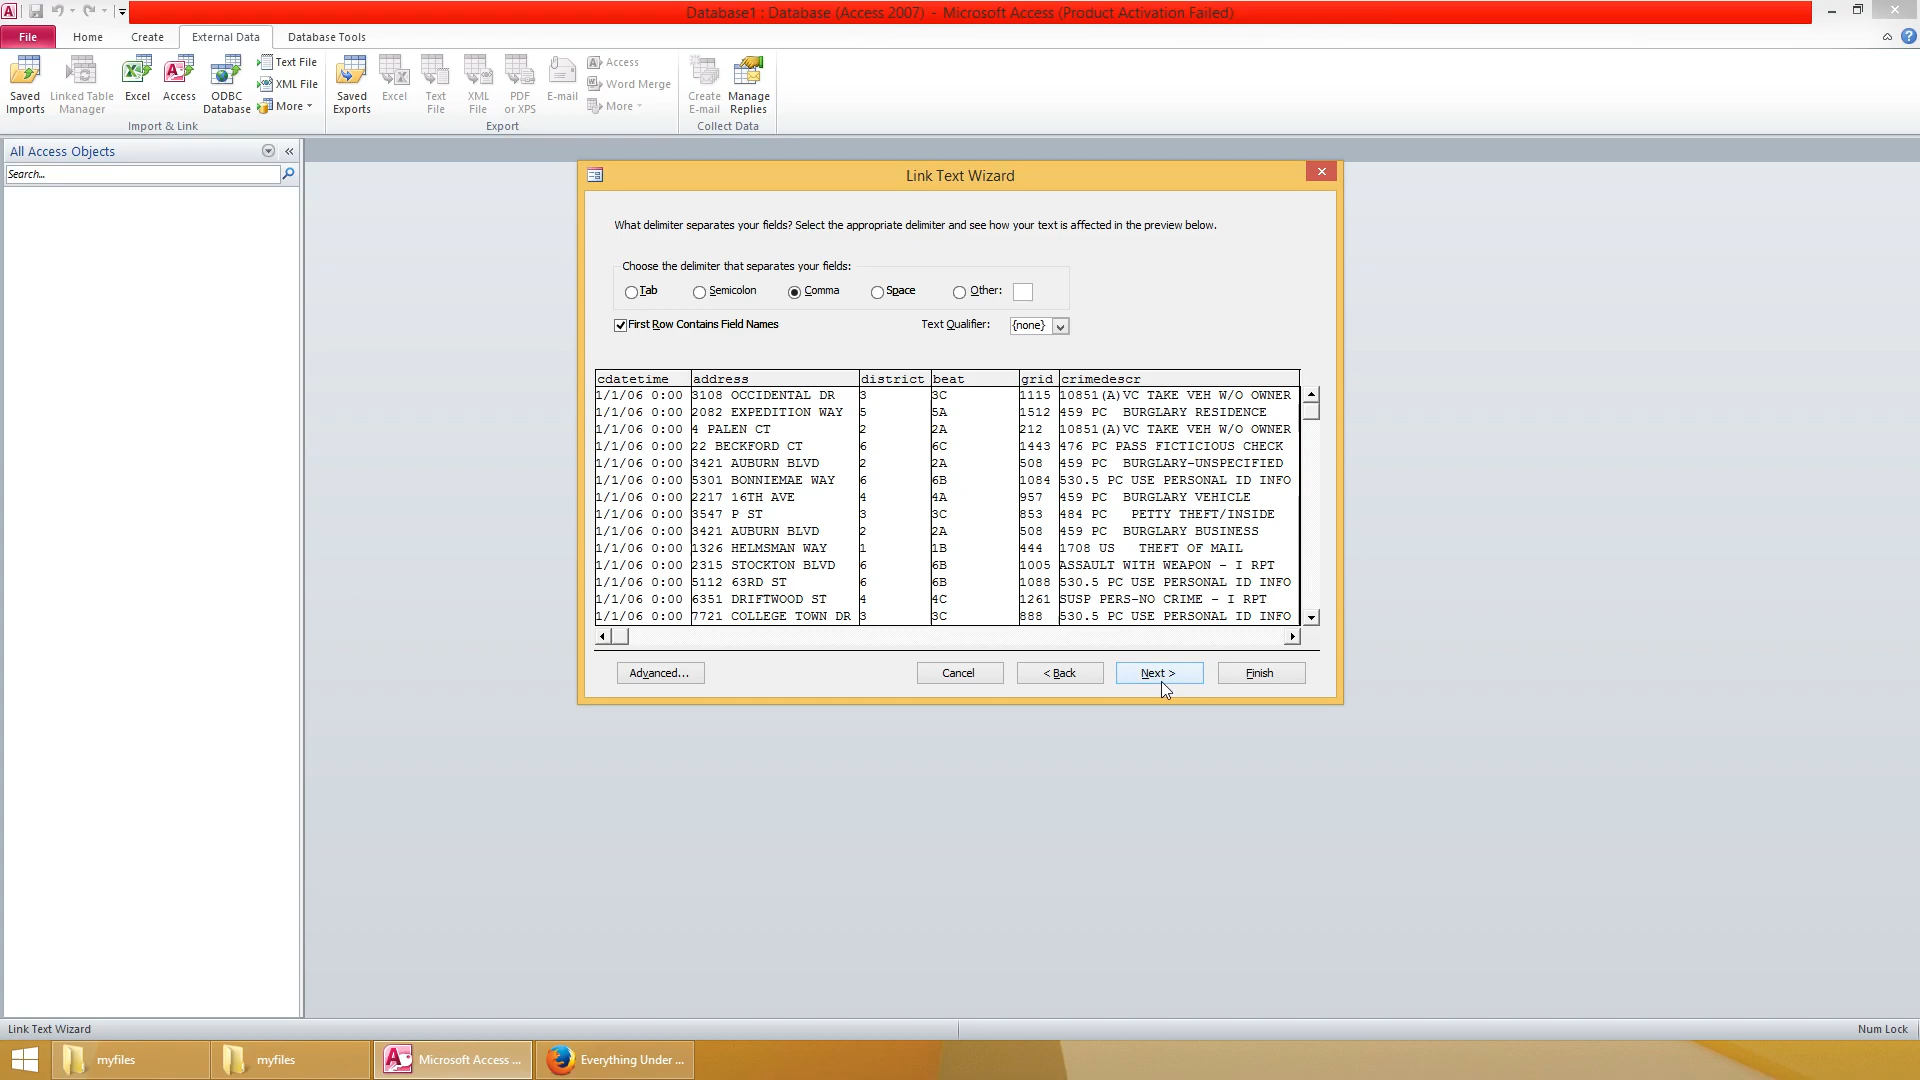 Database1 : Database (Access 2007) - Microsoft Access (Product Activation Failed)
File Home Create External Data Database Tools
Saved Imports
Linked Table Manager
Excel
Access
ODBC Database
Text File
XML File
More
Import & Link
Saved Exports
Excel
Text File
XML File
PDF or XPS
E-mail
Access
Word Merge
More
Export
Create E-mail
Manage Replies
Collect Data
All Access Objects
Search...
Link Text Wizard
What delimiter separates your fields? Select the appropriate delimiter and see how your text is affected in the preview below.
Choose the delimiter that separates your fields:
Tab Semicolon Comma Space Other:
First Row Contains Field Names Text Qualifier: {none}
cdatetime address district beat grid crimedescr
1/1/06 0:00 3108 OCCIDENTAL DR 3 3C 1115 10851(A)VC TAKE VEH W/O OWNER
1/1/06 0:00 2082 EXPEDITION WAY 5 5A 1512 459 PC BURGLARY RESIDENCE
1/1/06 0:00 4 PALEN CT 2 2A 212 10851(A)VC TAKE VEH W/O OWNER
1/1/06 0:00 22 BECKFORD CT 6 6C 1443 476 PC PASS FICTICIOUS CHECK
1/1/06 0:00 3421 AUBURN BLVD 2 2A 508 459 PC BURGLARY-UNSPECIFIED
1/1/06 0:00 5301 BONNIEMAE WAY 6 6B 1084 530.5 PC USE PERSONAL ID INFO
1/1/06 0:00 2217 16TH AVE 4 4A 957 459 PC BURGLARY VEHICLE
1/1/06 0:00 3547 P ST 3 3C 853 484 PC PETTY THEFT/INSIDE
1/1/06 0:00 3421 AUBURN BLVD 2 2A 508 459 PC BURGLARY BUSINESS
1/1/06 0:00 1326 HELMSMAN WAY 1 1B 444 1708 US THEFT OF MAIL
1/1/06 0:00 2315 STOCKTON BLVD 6 6B 1005 ASSAULT WITH WEAPON - I RPT
1/1/06 0:00 5112 63RD ST 6 6B 1088 530.5 PC USE PERSONAL ID INFO
1/1/06 0:00 6351 DRIFTWOOD ST 4 4C 1261 SUSP PERS-NO CRIME - I RPT
1/1/06 0:00 7721 COLLEGE TOWN DR 3 3C 888 530.5 PC USE PERSONAL ID INFO
Advanced... Cancel < Back Next > Finish
Link Text Wizard Num Lock
myfiles myfiles Microsoft Access ... Everything Under ...